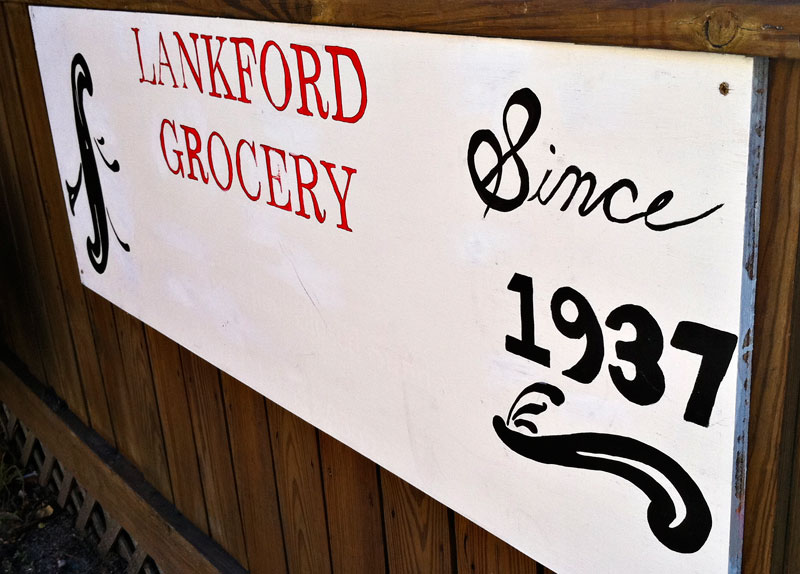 LANKFORD
GROCERY
Since
1937